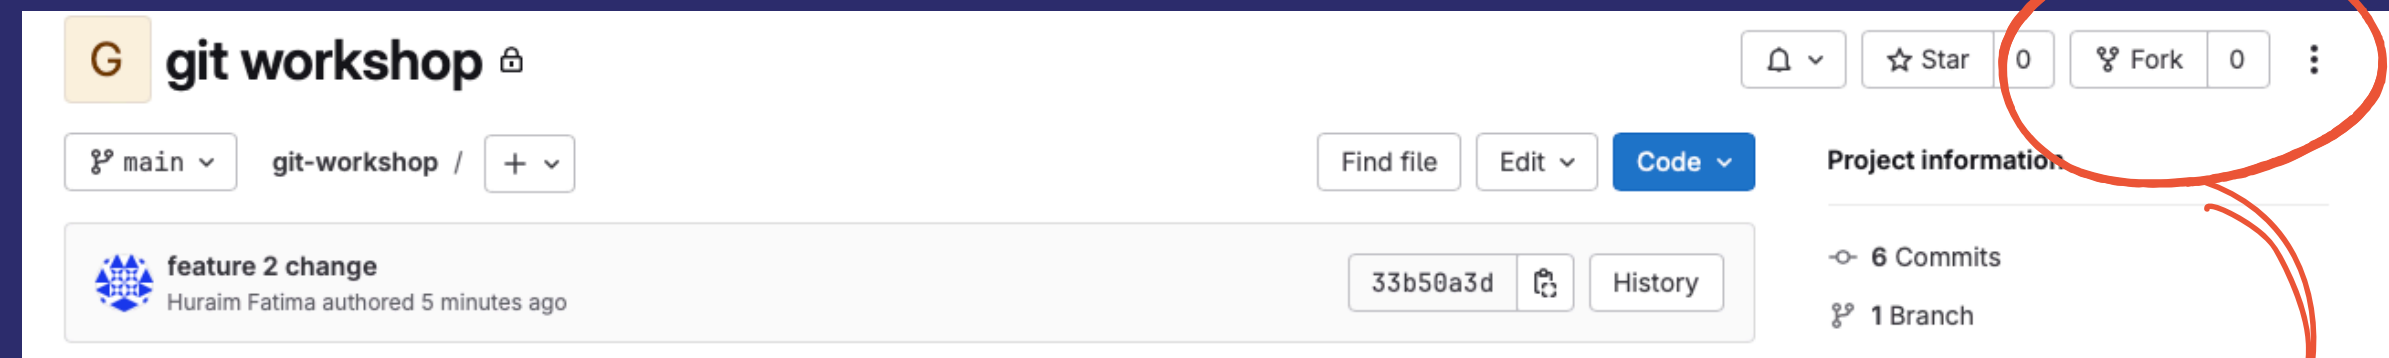 G git workshop
Star 0 Fork 0
main git-workshop / + Find file Edit Code
Project information
feature 2 change
Huraim Fatima authored 5 minutes ago
33b50a3d History
6 Commits
1 Branch